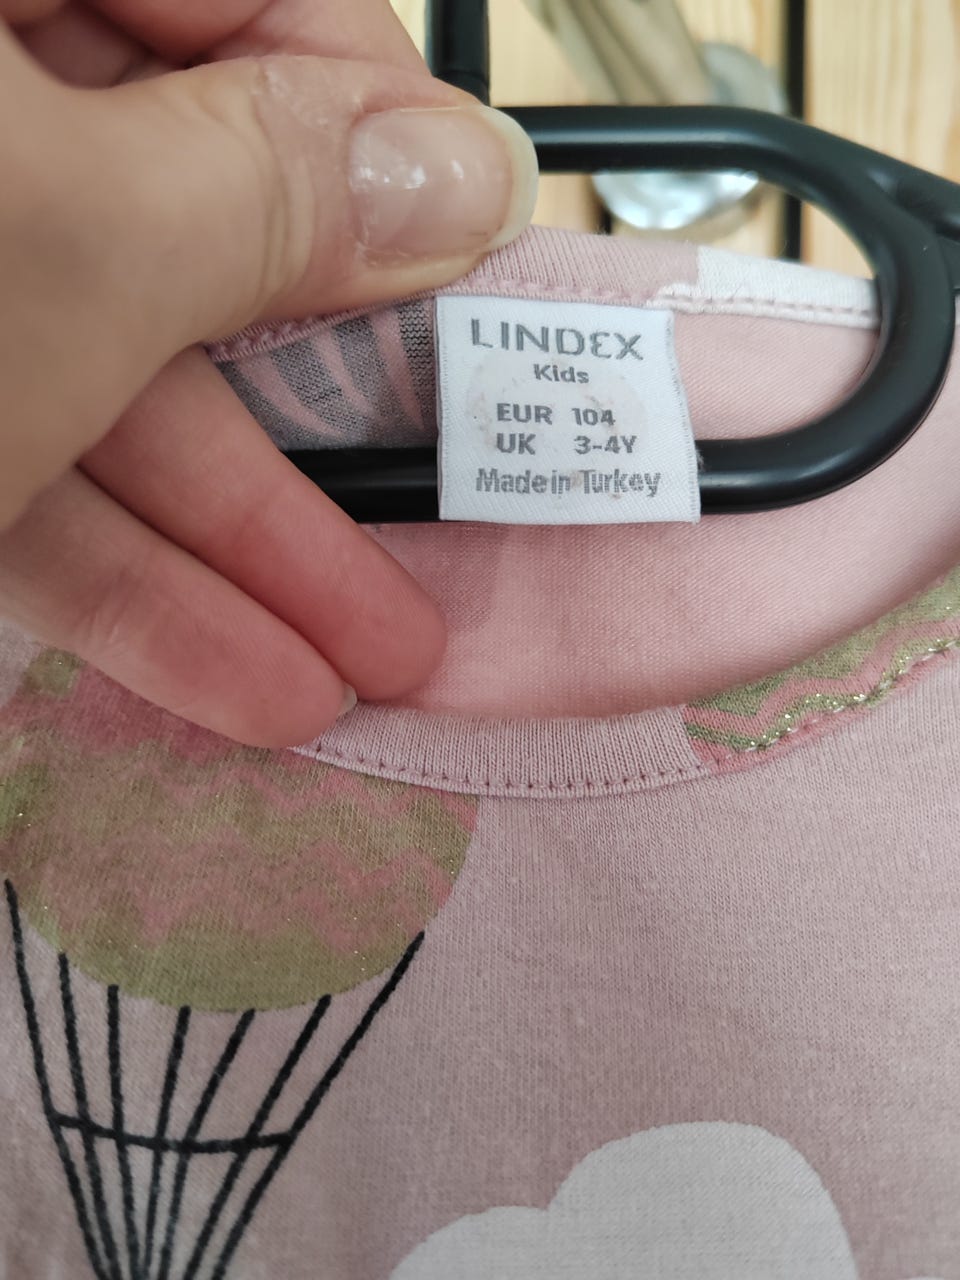 LINDEX
Kids
EUR 104
UK 3-4Y
Made in Turkey